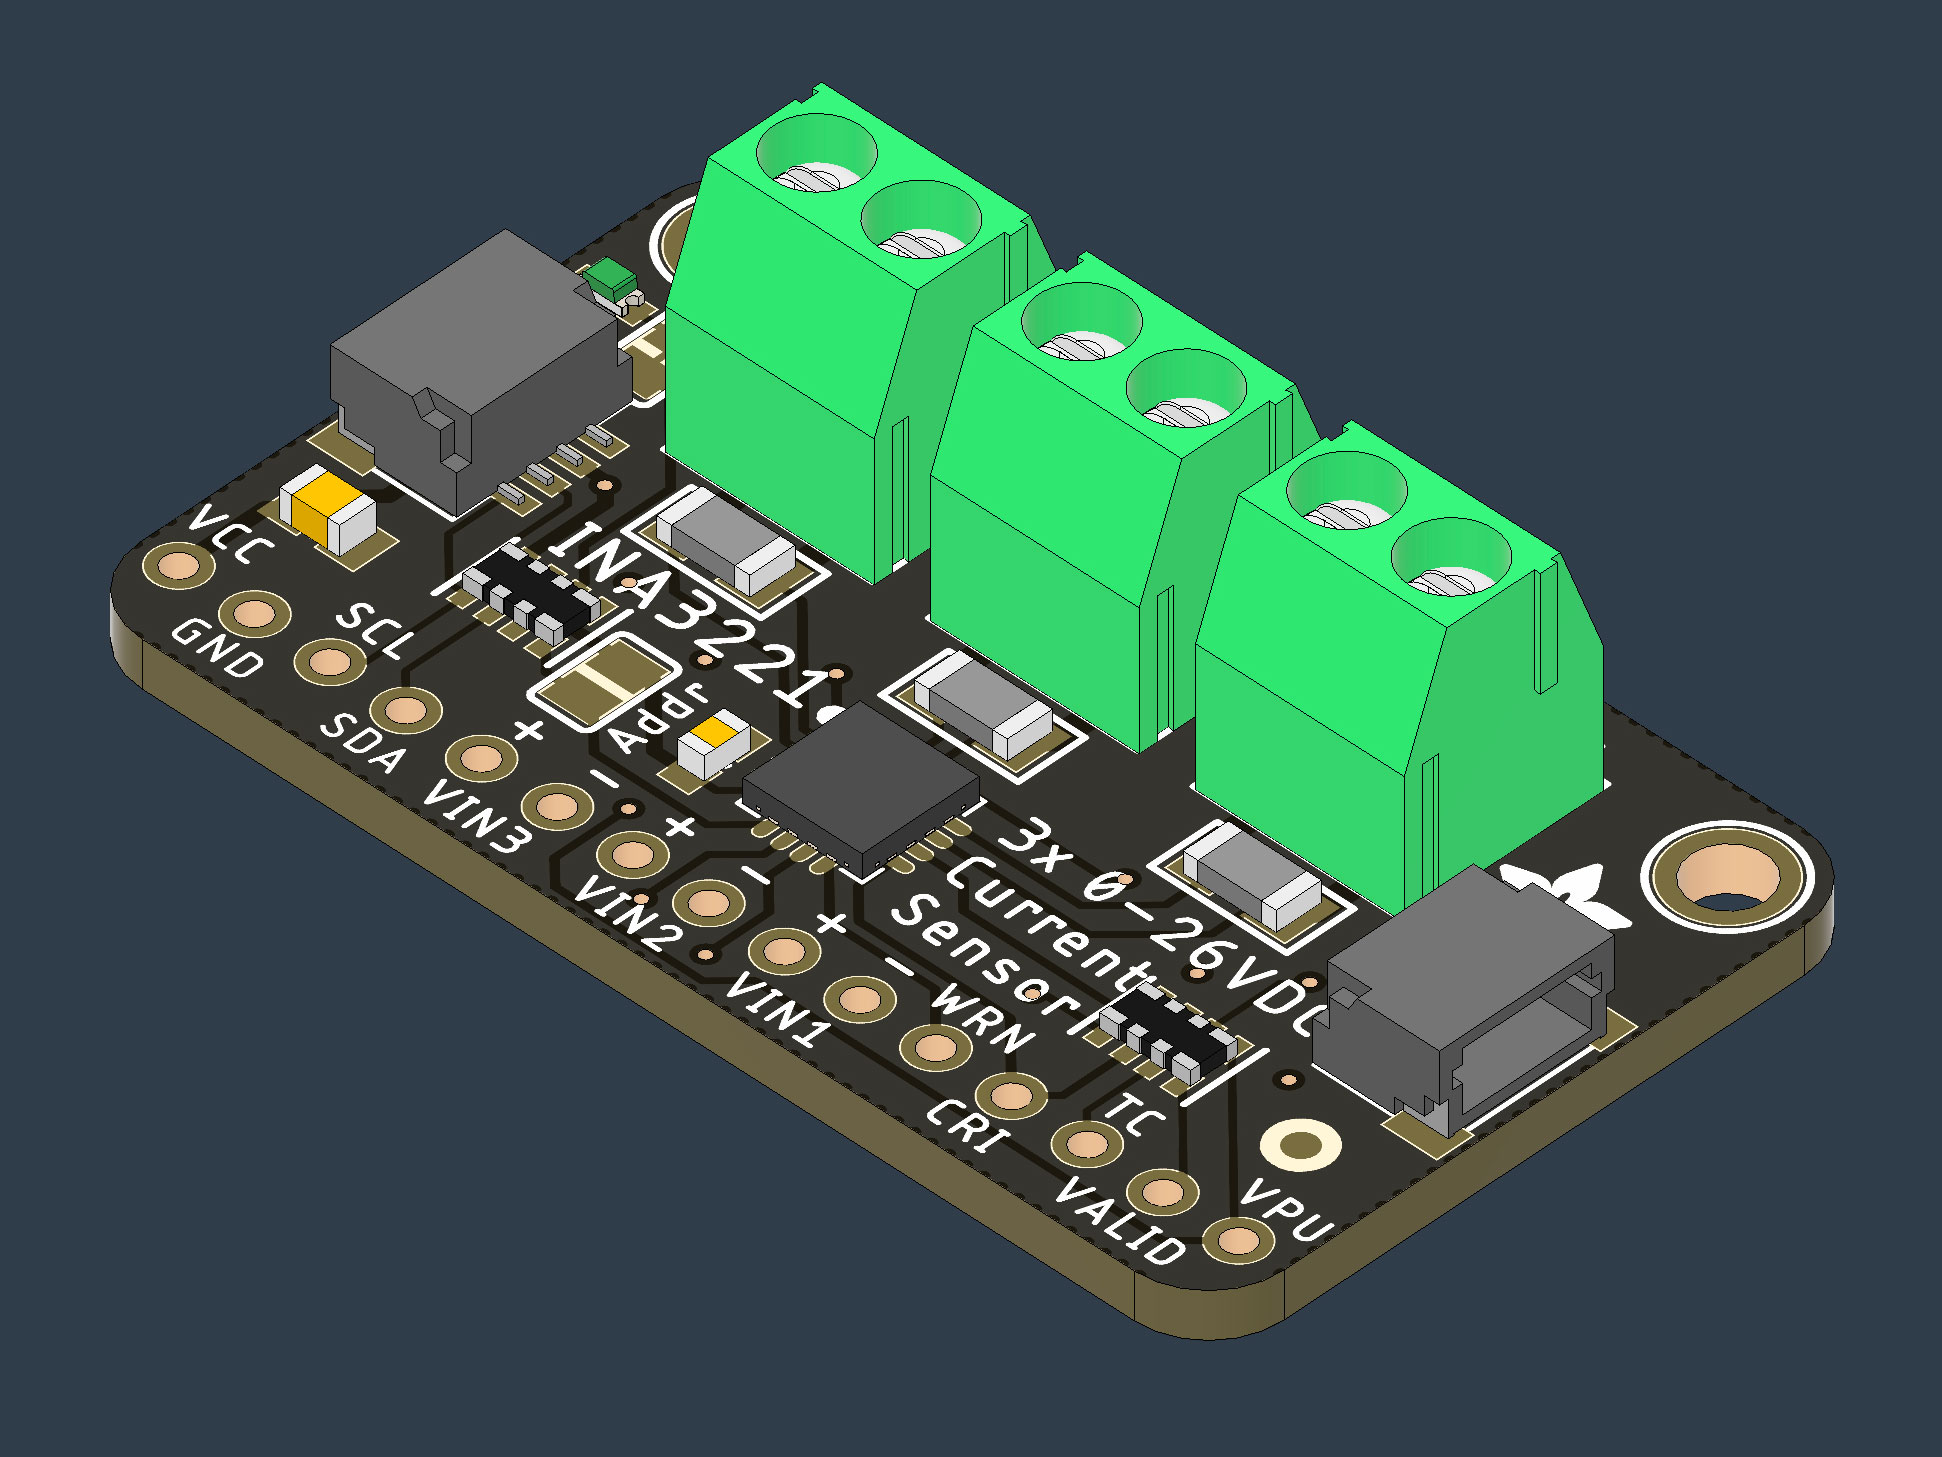 VCC
GND
SCL
SDA
+
VIN3
-
+
VIN2
-
+
VIN1
-
WRN
CRI
TC
VALID
VPU
INA3221
Addr
3x 0-26VDC
Current
Sensor